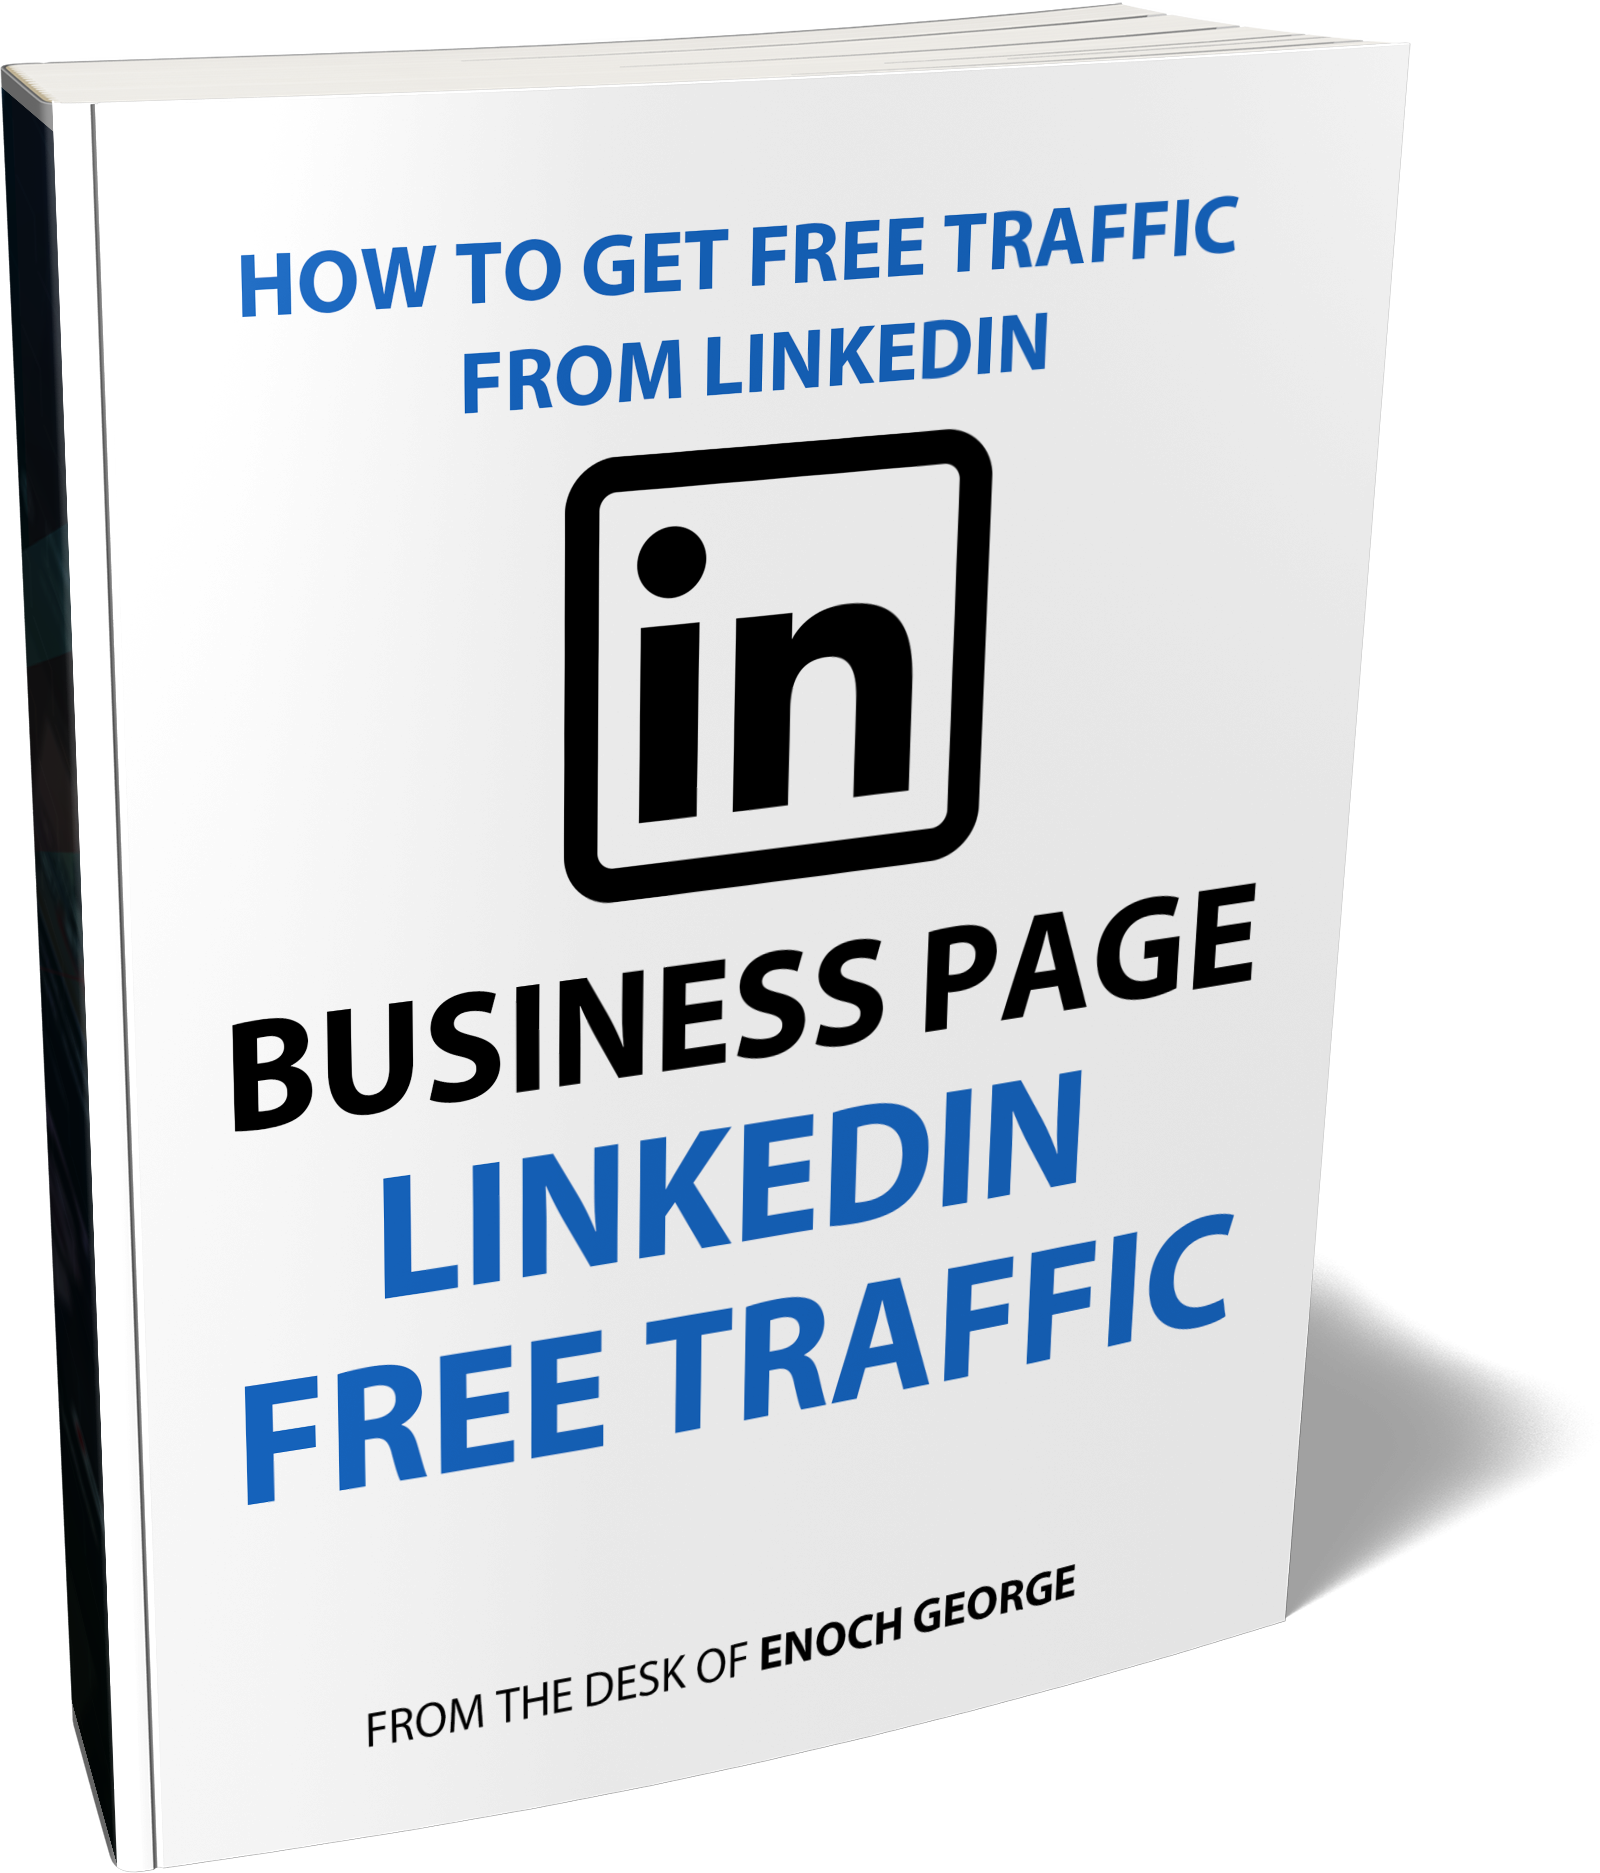 HOW TO GET FREE TRAFFIC
FROM LINKEDIN
in
BUSINESS PAGE
LINKEDIN
FREE TRAFFIC
FROM THE DESK OF ENOCH GEORGE